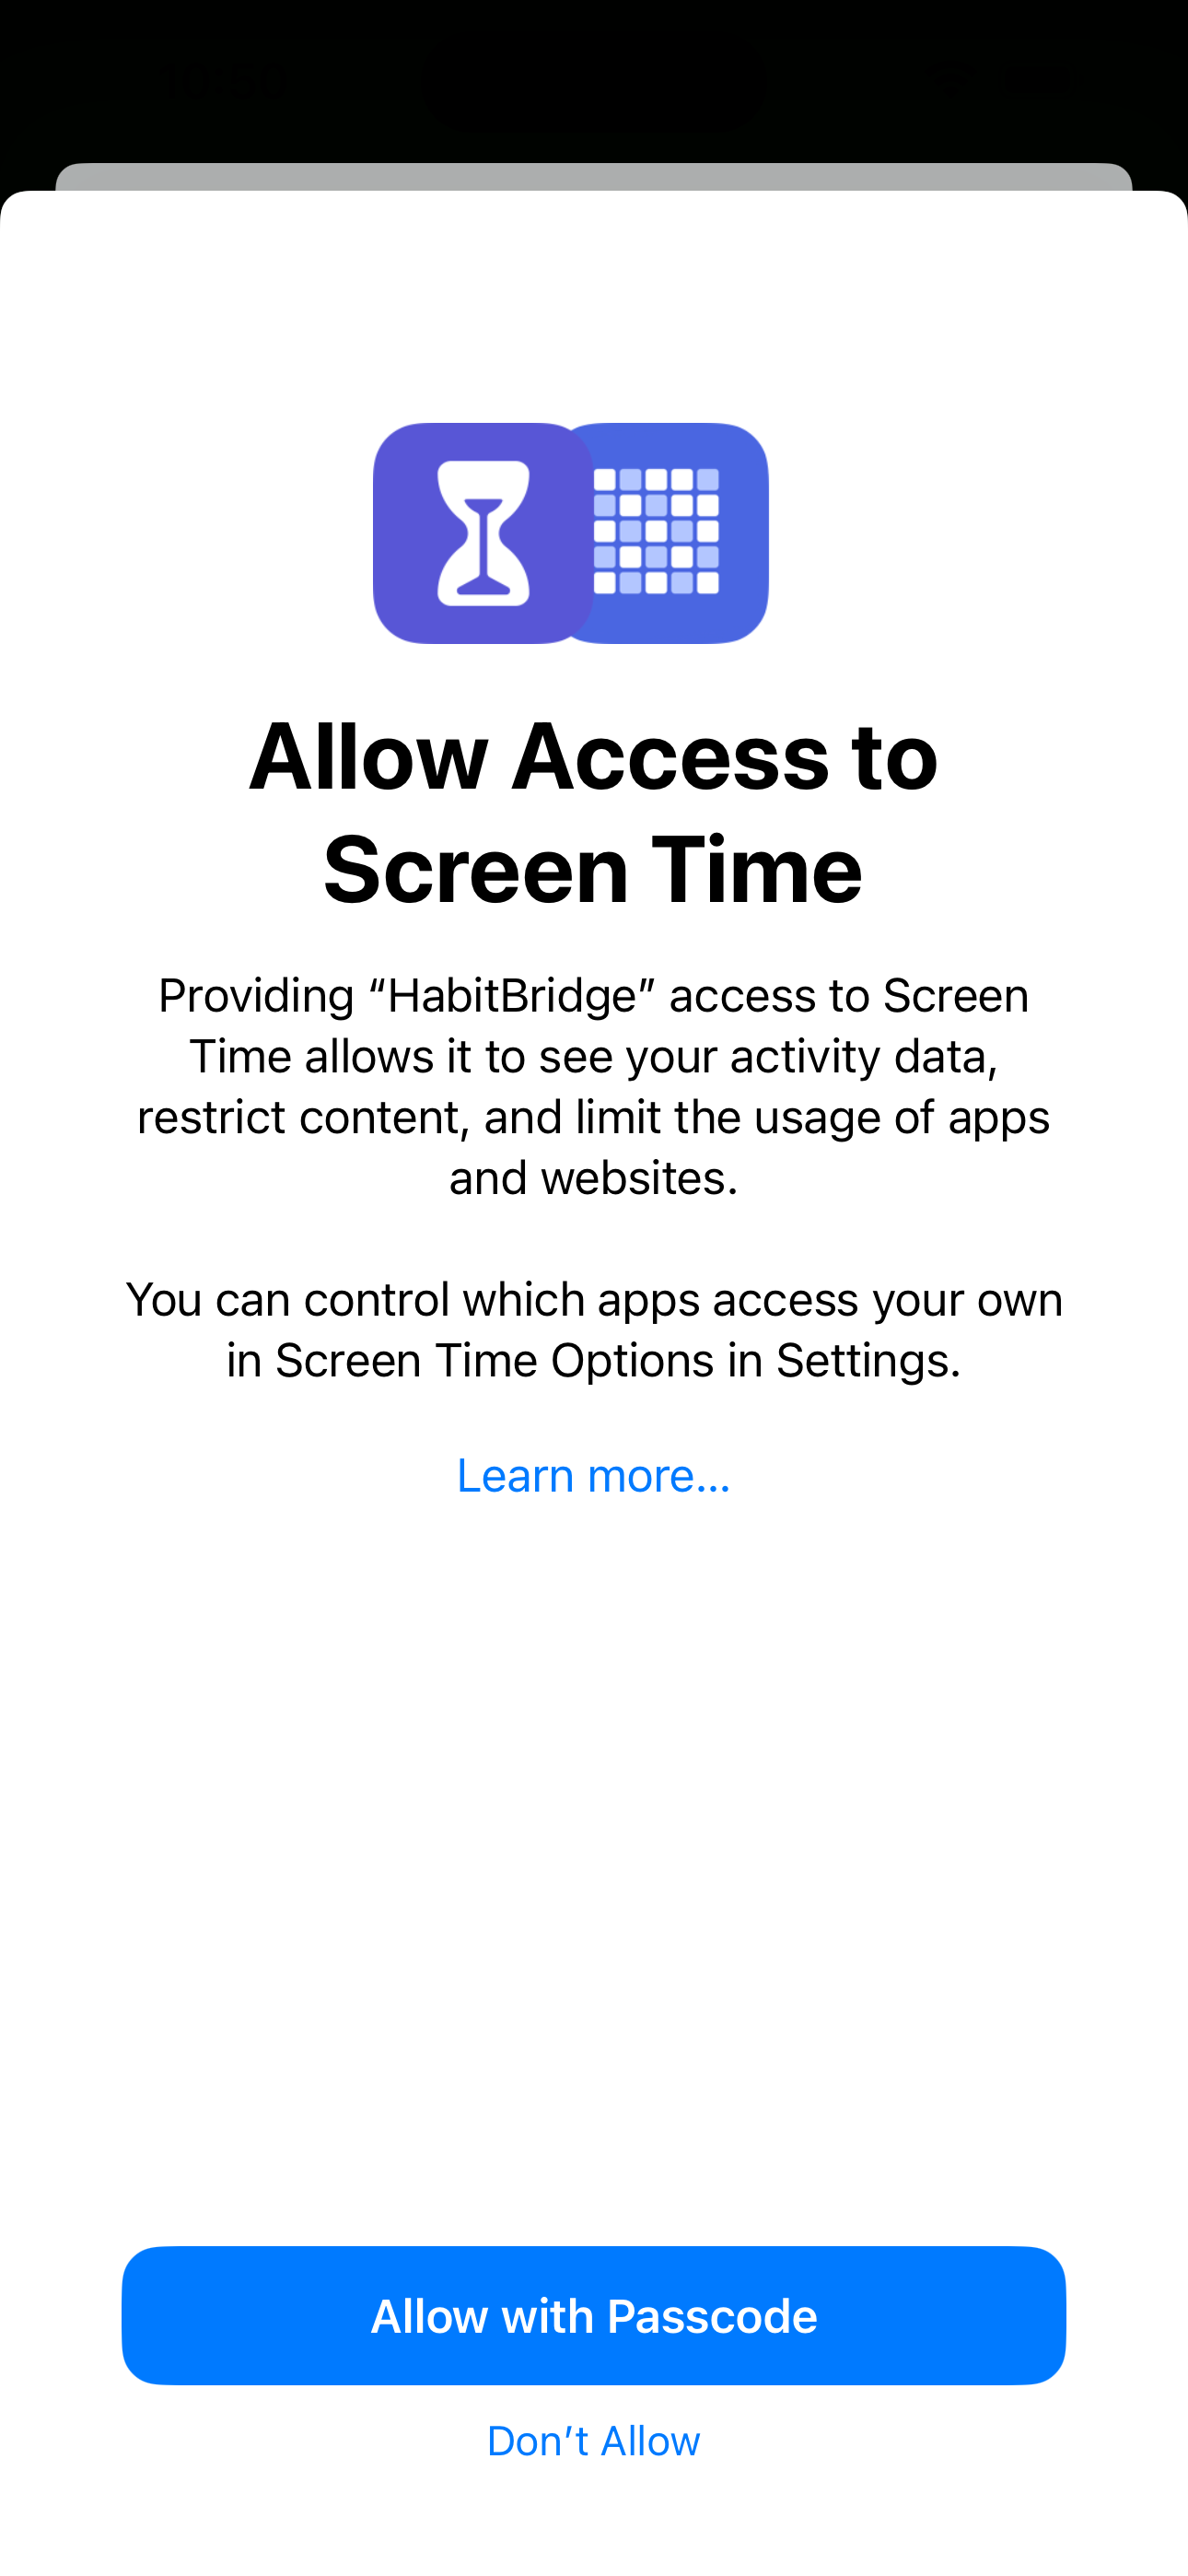 Allow Access to
Screen Time
Providing “HabitBridge” access to Screen
Time allows it to see your activity data,
restrict content, and limit the usage of apps
and websites.
You can control which apps access your own
in Screen Time Options in Settings.
Learn more...
Allow with Passcode
Don’t Allow